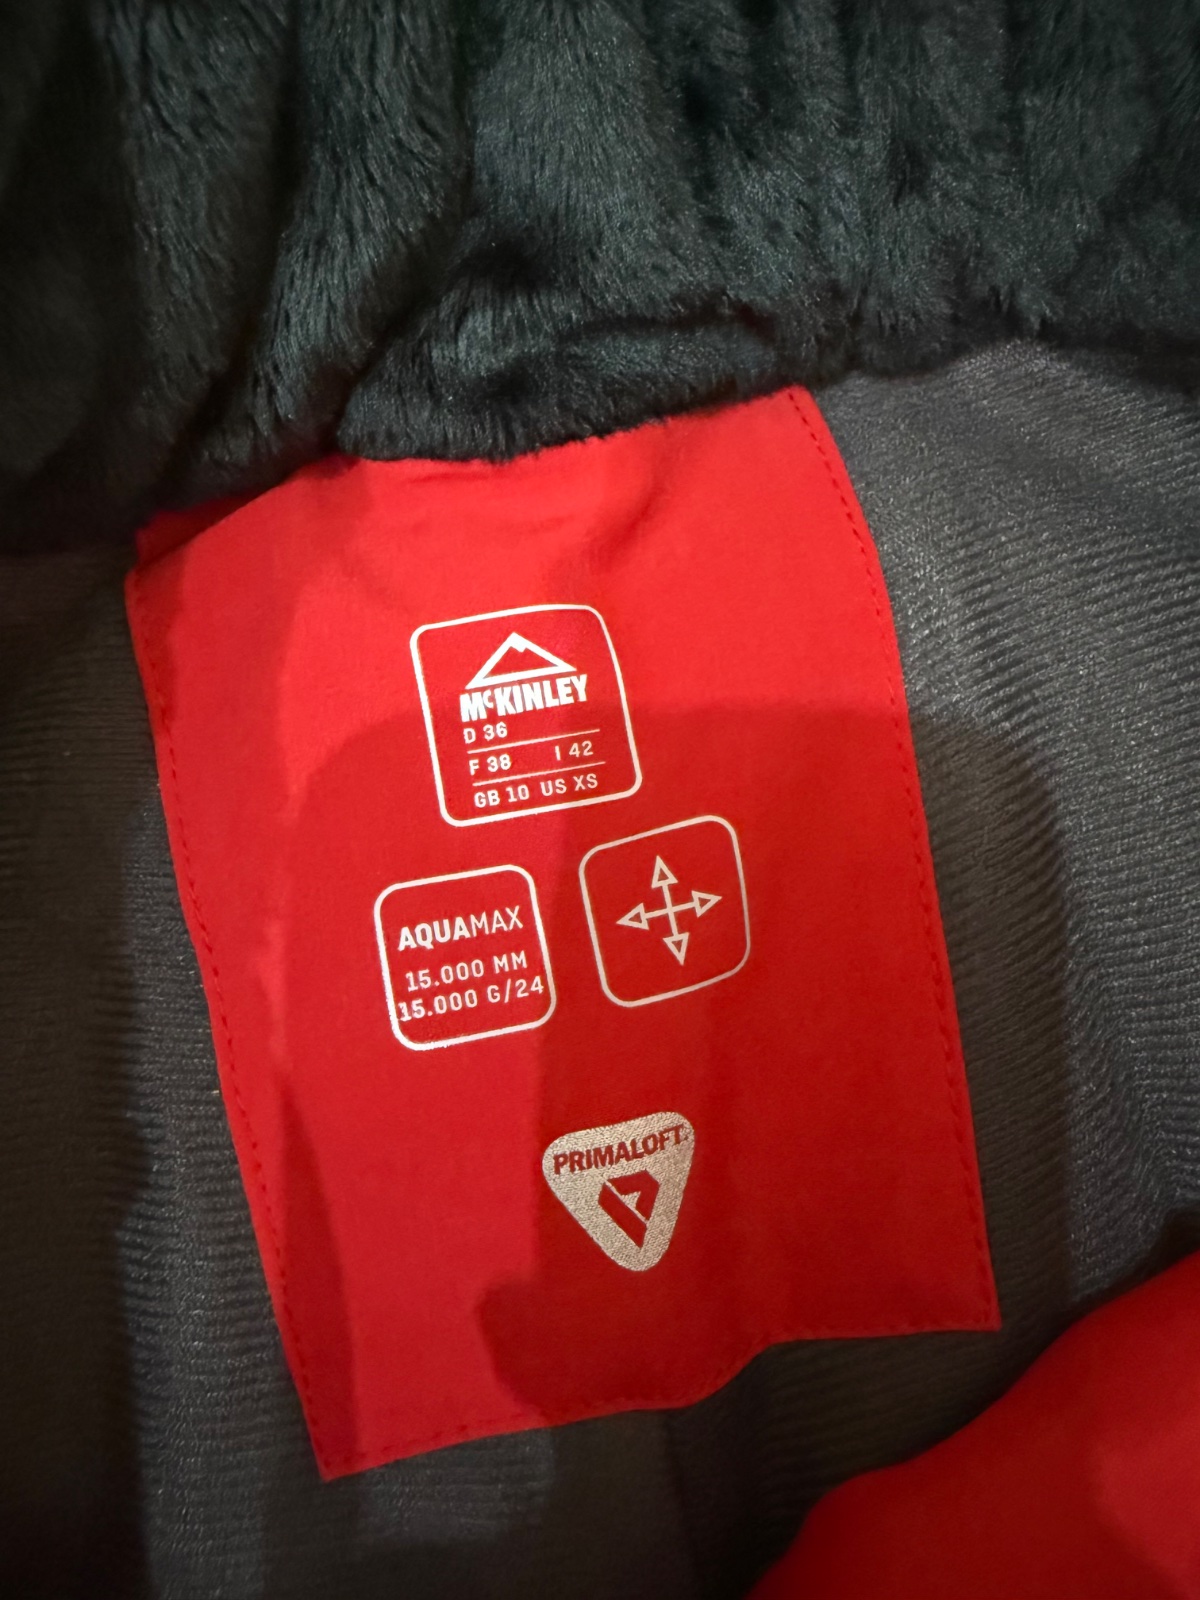 McKINLEY
D 36
F 38 I 42
GB 10 US XS
AQUAMAX
15.000 MM
15.000 G/24
PRIMALOFT